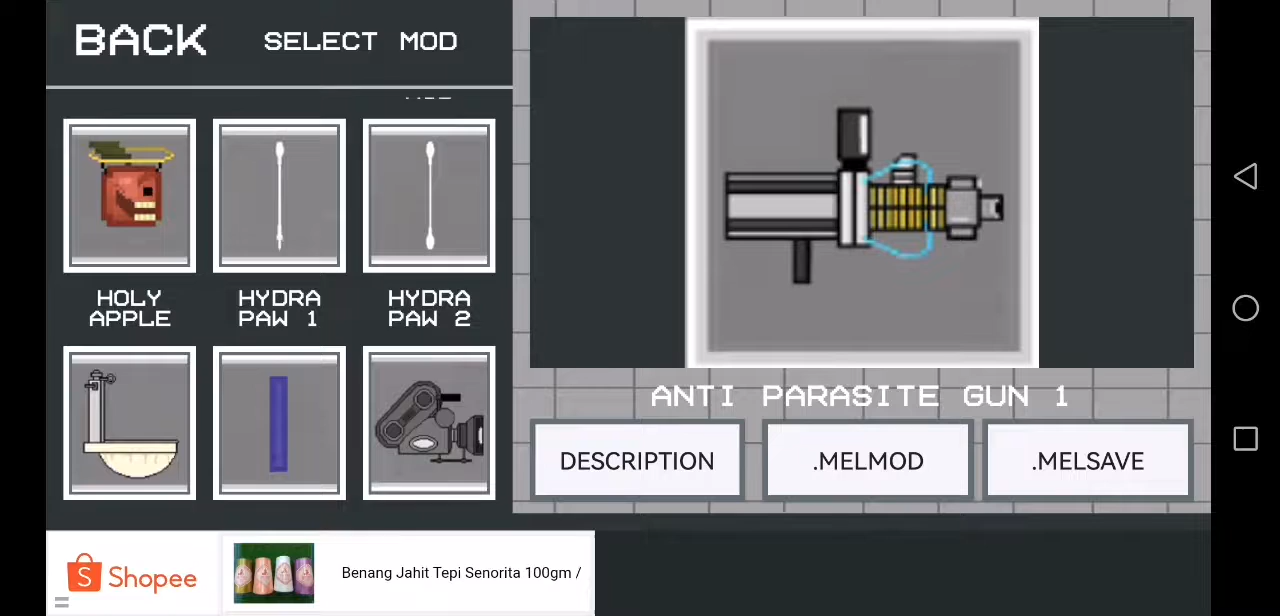 BACK
SELECT MOD
HOLY
APPLE
HYDRA
PAW 1
HYDRA
PAW 2
ANTI PARASITE GUN 1
DESCRIPTION
.MELMOD
.MELSAVE
Shopee
Benang Jahit Tepi Senorita 100gm /